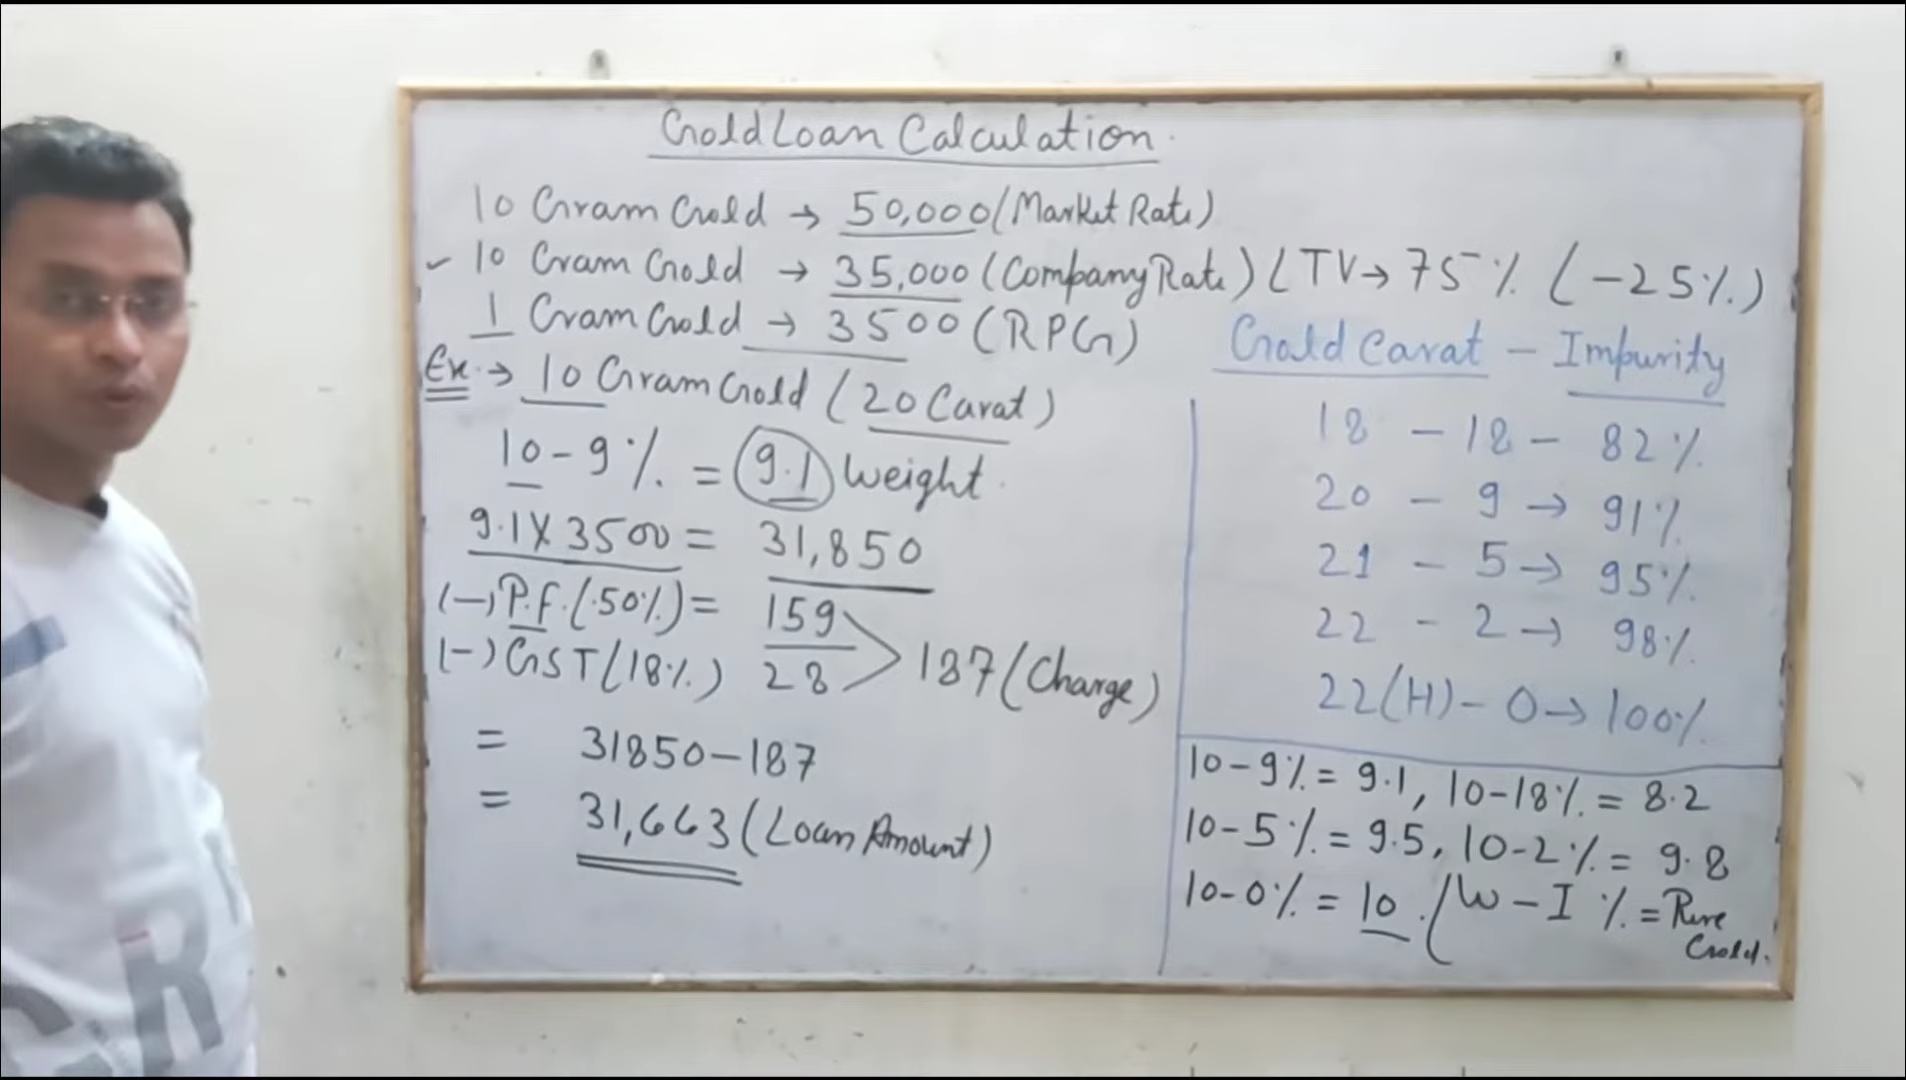 Gold Loan Calculation
10 Gram Gold → 50,000 (Market Rate)
10 Gram Gold → 35,000 (Company Rate) LTV → 75% (-25%)
1 Gram Gold → 3500 (RPG)
Ex → 10 Gram Gold (20 Carat)
10 - 9% = 9.1 Weight
9.1 X 3500 = 31,850
(-) P.F. (.50%) = 159
(-) GST (18%) 28
187 (Charge)
= 31850 - 187
= 31,663 (Loan Amount)
Gold Carat - Impurity
18 - 18 - 82%
20 - 9 → 91%
21 - 5 → 95%
22 - 2 → 98%
22(H) - 0 → 100%
10-9% = 9.1, 10-18% = 8.2
10-5% = 9.5, 10-2% = 9.8
10-0% = 10. (W - I % = Pure
Gold.
R